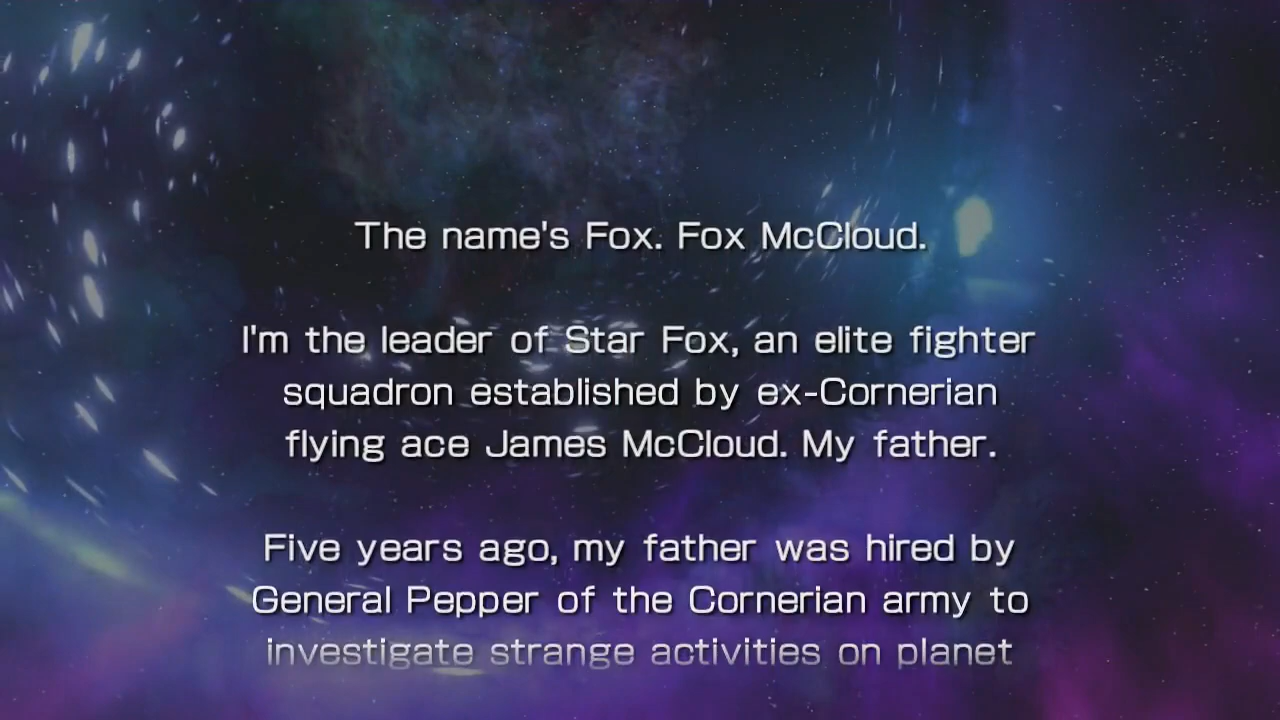 The name's Fox. Fox McCloud.
I'm the leader of Star Fox, an elite fighter
squadron established by ex-Cornerian
flying ace James McCloud. My father.
Five years ago, my father was hired by
General Pepper of the Cornerian army to
investigate strange activities on planet